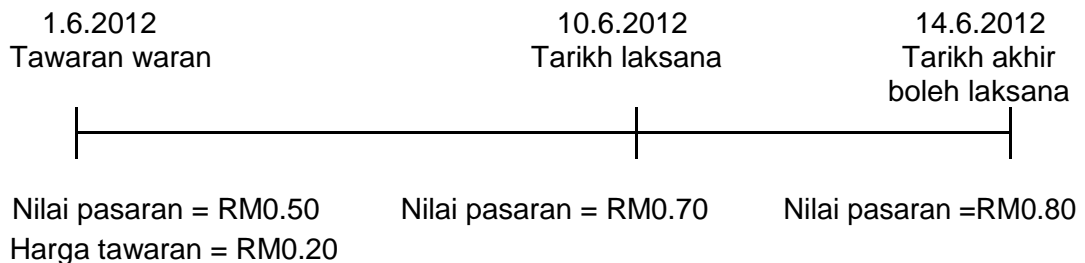 1.6.2012
Tawaran waran
10.6.2012
Tarikh laksana
14.6.2012
Tarikh akhir
boleh laksana
Nilai pasaran = RM0.50
Harga tawaran = RM0.20
Nilai pasaran = RM0.70
Nilai pasaran =RM0.80